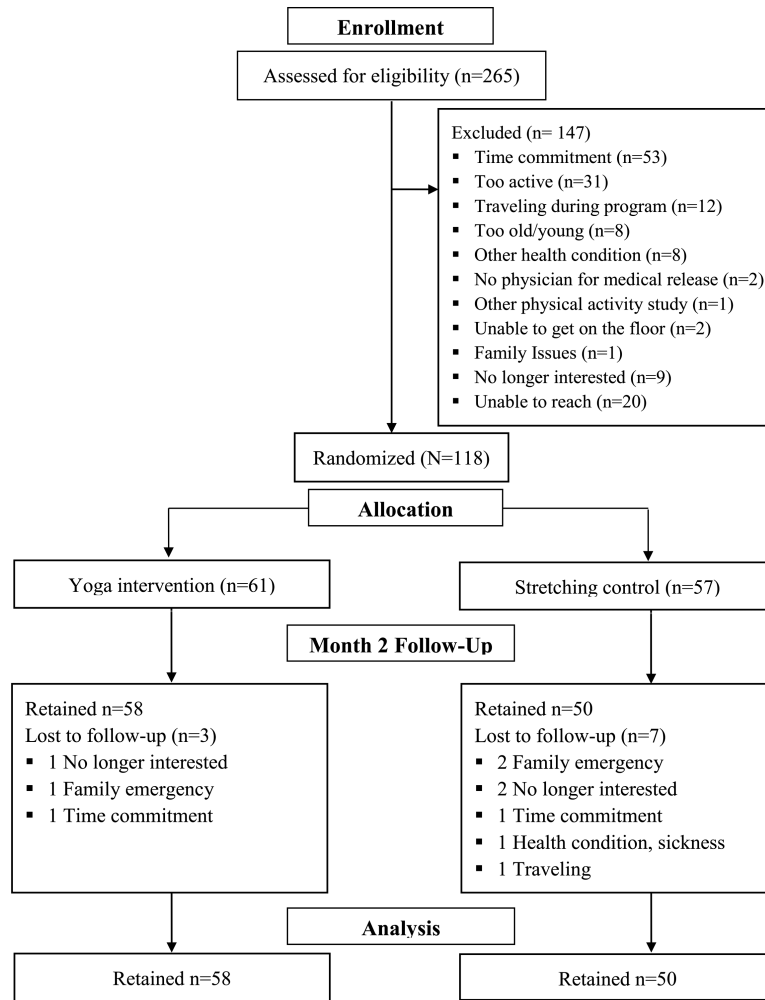 Enrollment
Assessed for eligibility (n=265)
Excluded (n= 147)
▪ Time commitment (n=53)
▪ Too active (n=31)
▪ Traveling during program (n=12)
▪ Too old/young (n=8)
▪ Other health condition (n=8)
▪ No physician for medical release (n=2)
▪ Other physical activity study (n=1)
▪ Unable to get on the floor (n=2)
▪ Family Issues (n=1)
▪ No longer interested (n=9)
▪ Unable to reach (n=20)
Randomized (N=118)
Allocation
Yoga intervention (n=61)
Stretching control (n=57)
Month 2 Follow-Up
Retained n=58
Lost to follow-up (n=3)
▪ 1 No longer interested
▪ 1 Family emergency
▪ 1 Time commitment
Retained n=50
Lost to follow-up (n=7)
▪ 2 Family emergency
▪ 2 No longer interested
▪ 1 Time commitment
▪ 1 Health condition, sickness
▪ 1 Traveling
Analysis
Retained n=58
Retained n=50